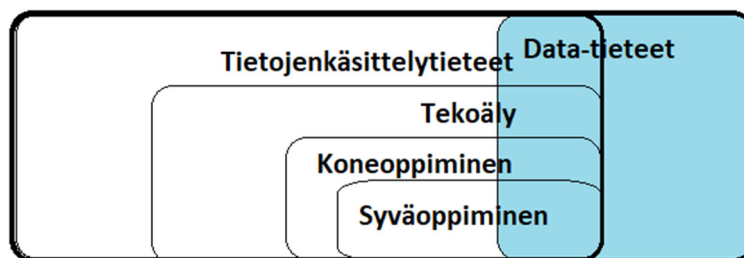 Tietojenkäsittelytieteet
Data-tieteet
Tekoäly
Koneoppiminen
Syväoppiminen